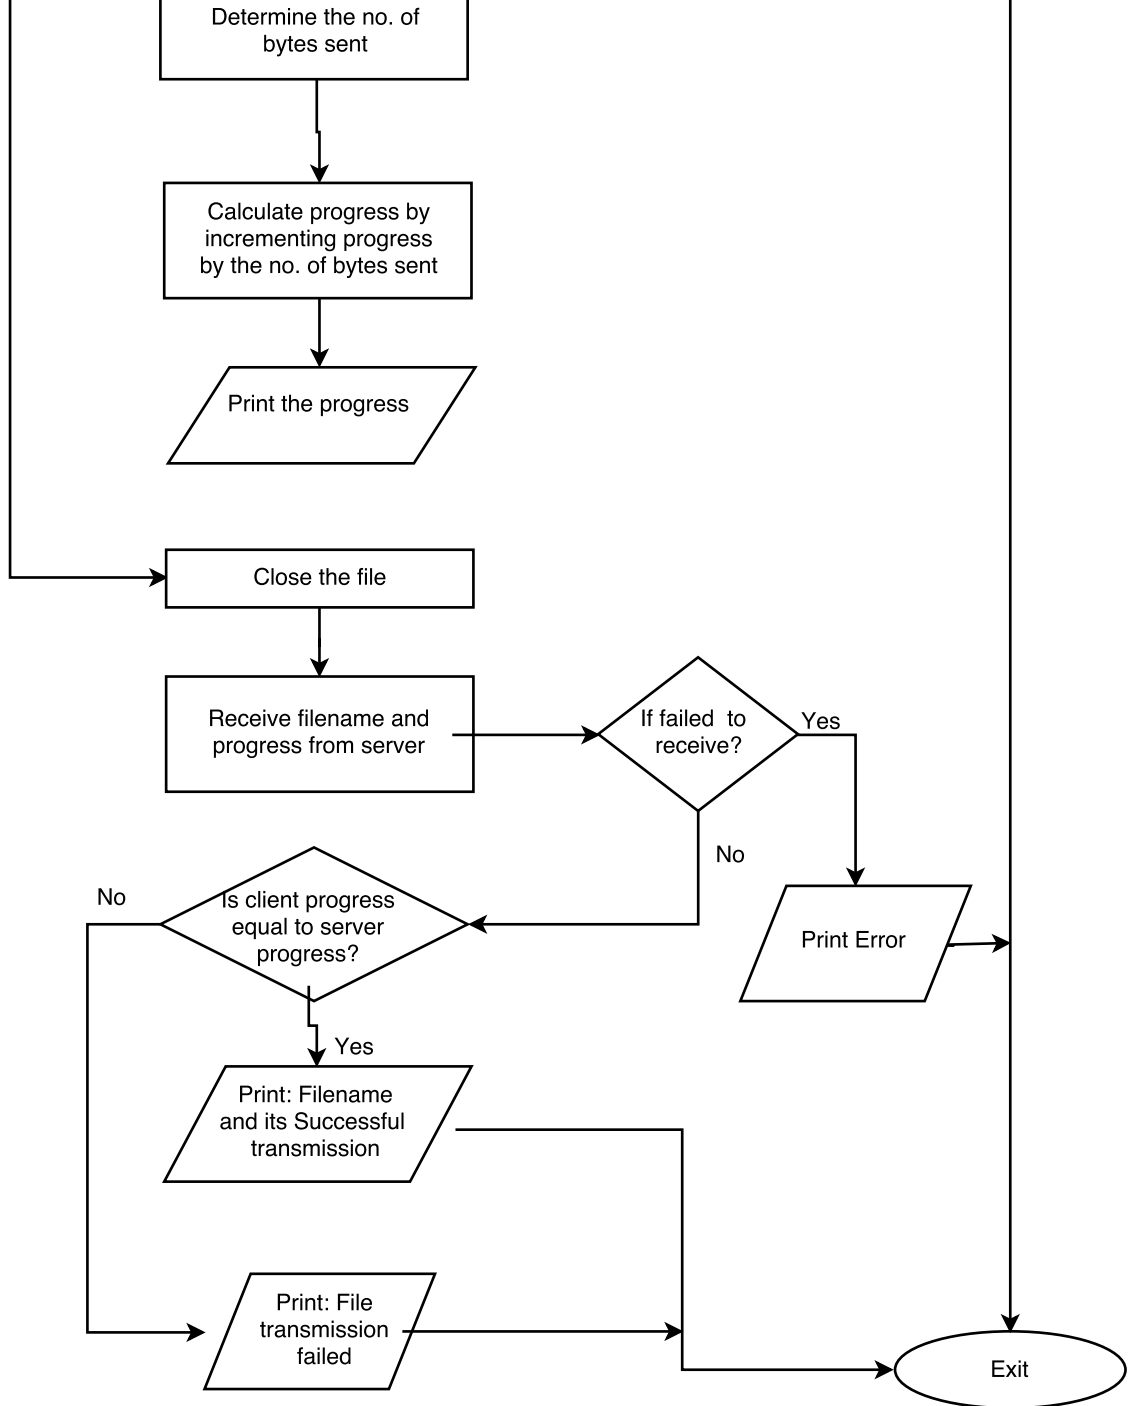 Determine the no. of
bytes sent
Calculate progress by
incrementing progress
by the no. of bytes sent
Print the progress
Close the file
Receive filename and
progress from server
If failed to
receive?
Yes
No
Print Error
No
Is client progress
equal to server
progress?
Yes
Print: Filename
and its Successful
transmission
Print: File
transmission
failed
Exit